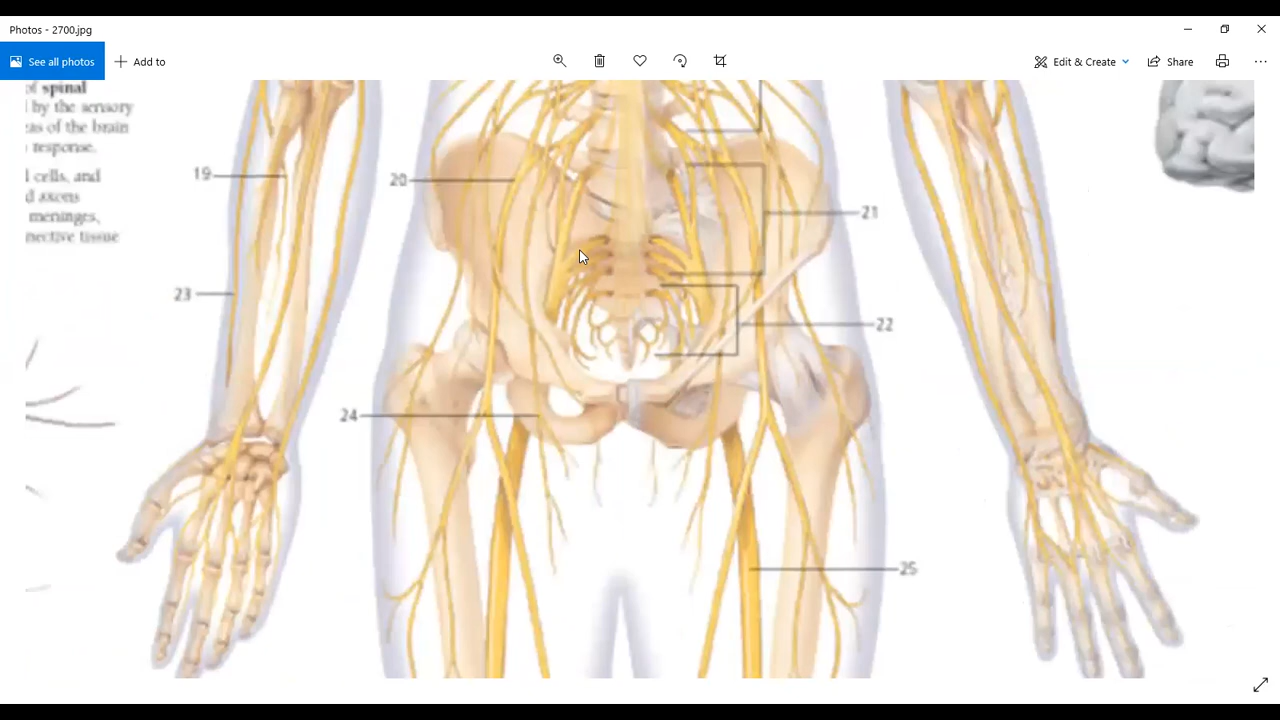 Photos - 2700.jpg
See all photos
Add to
Edit & Create
Share
of spinal
by the sensory
as of the brain
response.
cells, and
axons
meninges,
nective tissue
19
20
21
22
23
24
25